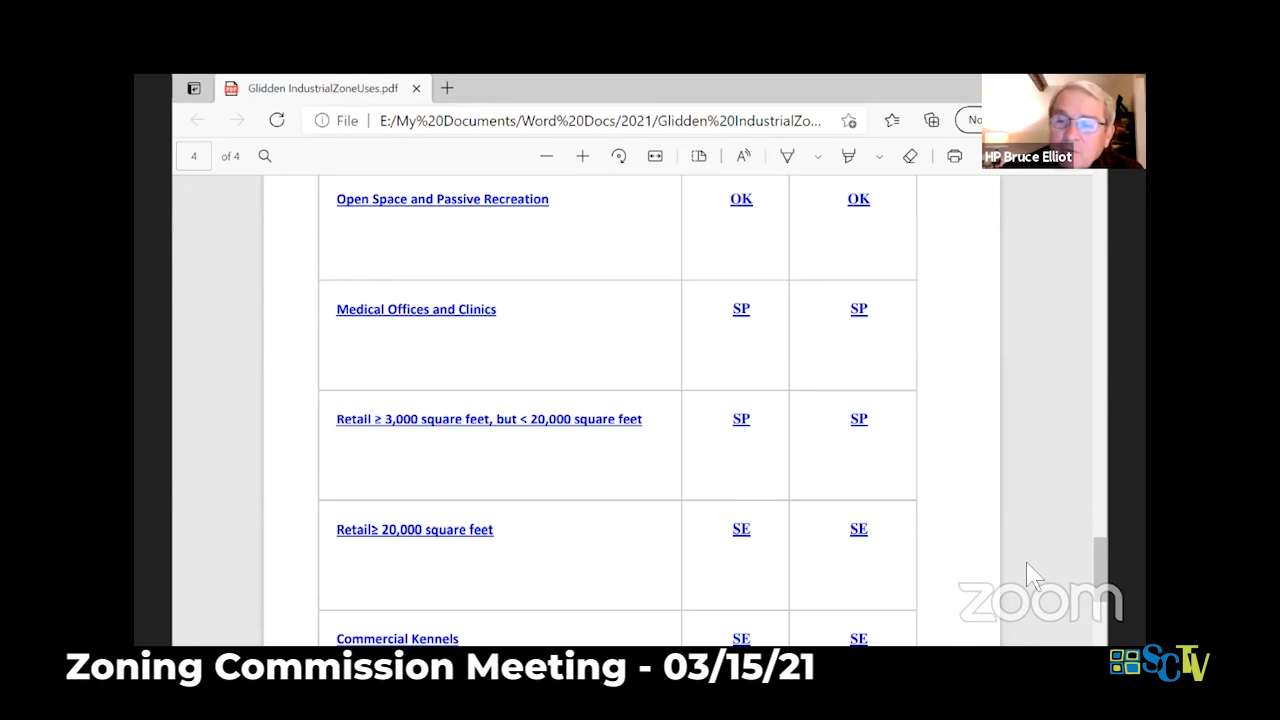 Glidden IndustrialZoneUses.pdf
File E:/My%20Documents/Word%20Docs/2021/Glidden%20IndustrialZo... No
4 of 4
HP Bruce Elliot
Open Space and Passive Recreation OK OK
Medical Offices and Clinics SP SP
Retail ≥ 3,000 square feet, but < 20,000 square feet SP SP
Retail≥ 20,000 square feet SE SE
Commercial Kennels SE SE
zoom
Zoning Commission Meeting - 03/15/21
SCTV